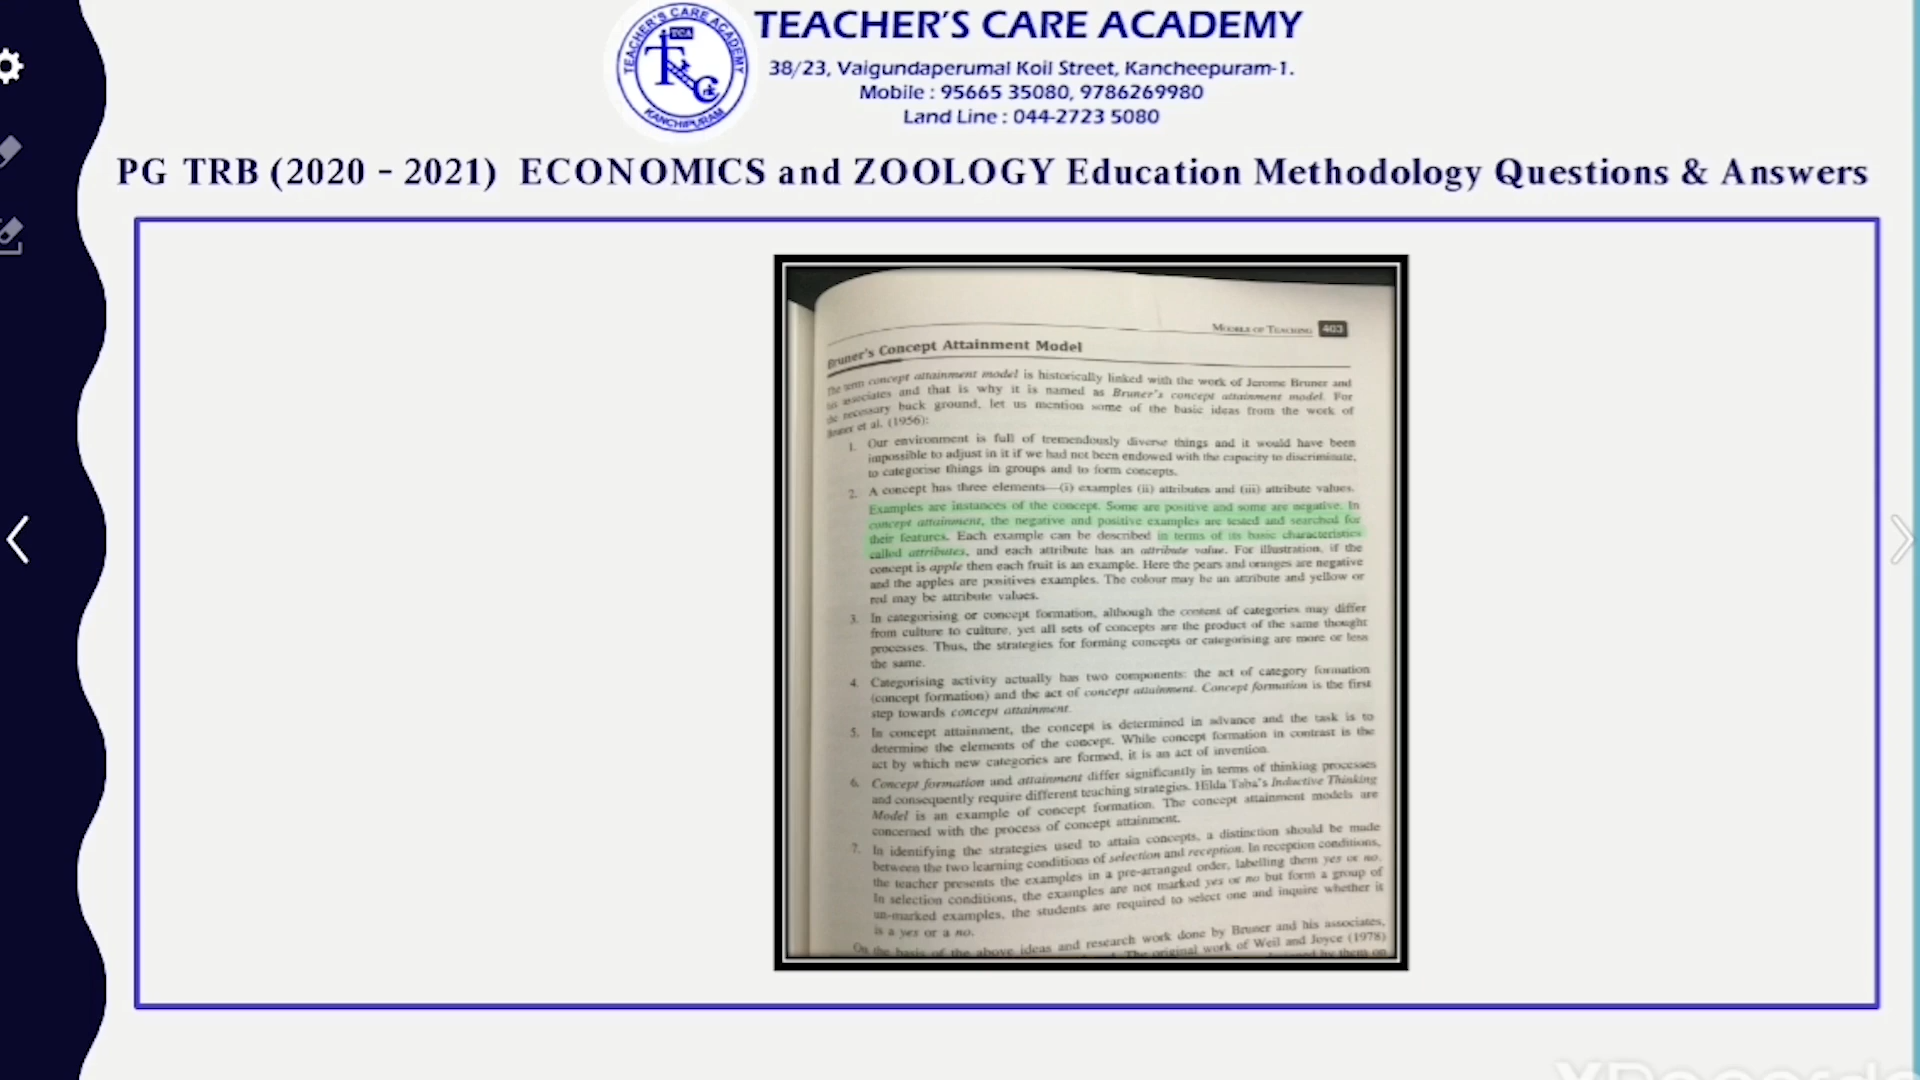 TEACHER'S CARE ACADEMY
TEACHER'S CARE ACADEMY
TCA
KANCHIPURAM
38/23, Vaigundaperumal Koil Street, Kancheepuram-1.
Mobile : 95665 35080, 9786269980
Land Line : 044-2723 5080
PG TRB (2020 - 2021) ECONOMICS and ZOOLOGY Education Methodology Questions & Answers
MODELS OF TEACHING 403
Bruner's Concept Attainment Model
The term concept attainment model is historically linked with the work of Jerome Bruner and
his associates and that is why it is named as Bruner's concept attainment model. For
the necessary back ground, let us mention some of the basic ideas from the work of
Bruner et al. (1956):
1. Our environment is full of tremendously diverse things and it would have been
impossible to adjust in it if we had not been endowed with the capacity to discriminate,
to categorise things in groups and to form concepts.
2. A concept has three elements—(i) examples (ii) attributes and (iii) attribute values.
Examples are instances of the concept. Some are positive and some are negative. In
concept attainment, the negative and positive examples are tested and searched for
their features. Each example can be described in terms of its basic characteristics
called attributes, and each attribute has an attribute value. For illustration, if the
concept is apple then each fruit is an example. Here the pears and oranges are negative
and the apples are positives examples. The colour may be an attribute and yellow or
red may be attribute values.
3. In categorising or concept formation, although the content of categories may differ
from culture to culture, yet all sets of concepts are the product of the same thought
processes. Thus, the strategies for forming concepts or categorising are more or less
the same.
4. Categorising activity actually has two components: the act of category formation
(concept formation) and the act of concept attainment. Concept formation is the first
step towards concept attainment.
5. In concept attainment, the concept is determined in advance and the task is to
determine the elements of the concept. While concept formation in contrast is the
act by which new categories are formed, it is an act of invention.
6. Concept formation and attainment differ significantly in terms of thinking processes
and consequently require different teaching strategies. Hilda Taba's Inductive Thinking
Model is an example of concept formation. The concept attainment models are
concerned with the process of concept attainment.
7. In identifying the strategies used to attain concepts, a distinction should be made
between the two learning conditions of selection and reception. In reception conditions,
the teacher presents the examples in a pre-arranged order, labelling them yes or no.
In selection conditions, the examples are not marked yes or no but form a group of
un-marked examples, the students are required to select one and inquire whether it
is a yes or a no.
On the basis of the above ideas and research work done by Bruner and his associates,
The original work of Weil and Joyce (1978)
by them on